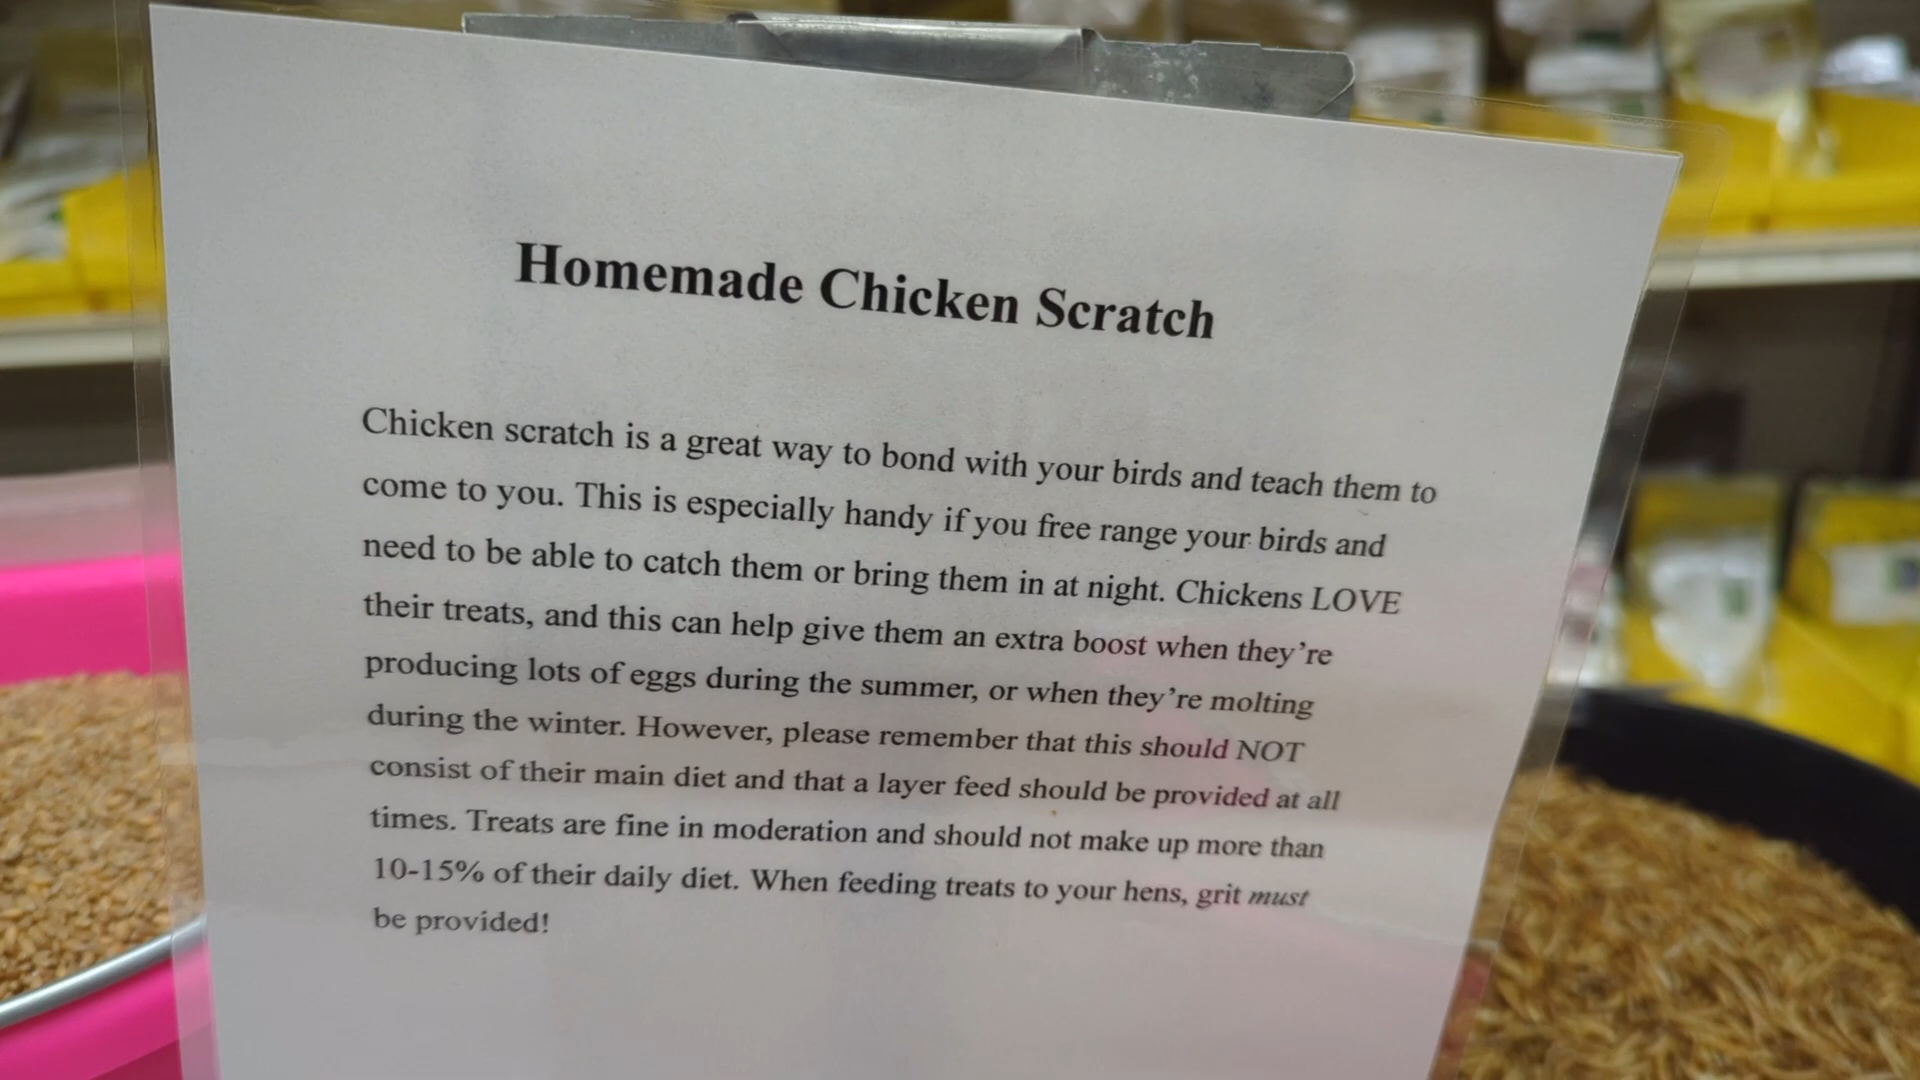 Homemade Chicken Scratch
Chicken scratch is a great way to bond with your birds and teach them to
come to you. This is especially handy if you free range your birds and
need to be able to catch them or bring them in at night. Chickens LOVE
their treats, and this can help give them an extra boost when they’re
producing lots of eggs during the summer, or when they’re molting
during the winter. However, please remember that this should NOT
consist of their main diet and that a layer feed should be provided at all
times. Treats are fine in moderation and should not make up more than
10-15% of their daily diet. When feeding treats to your hens, grit must
be provided!